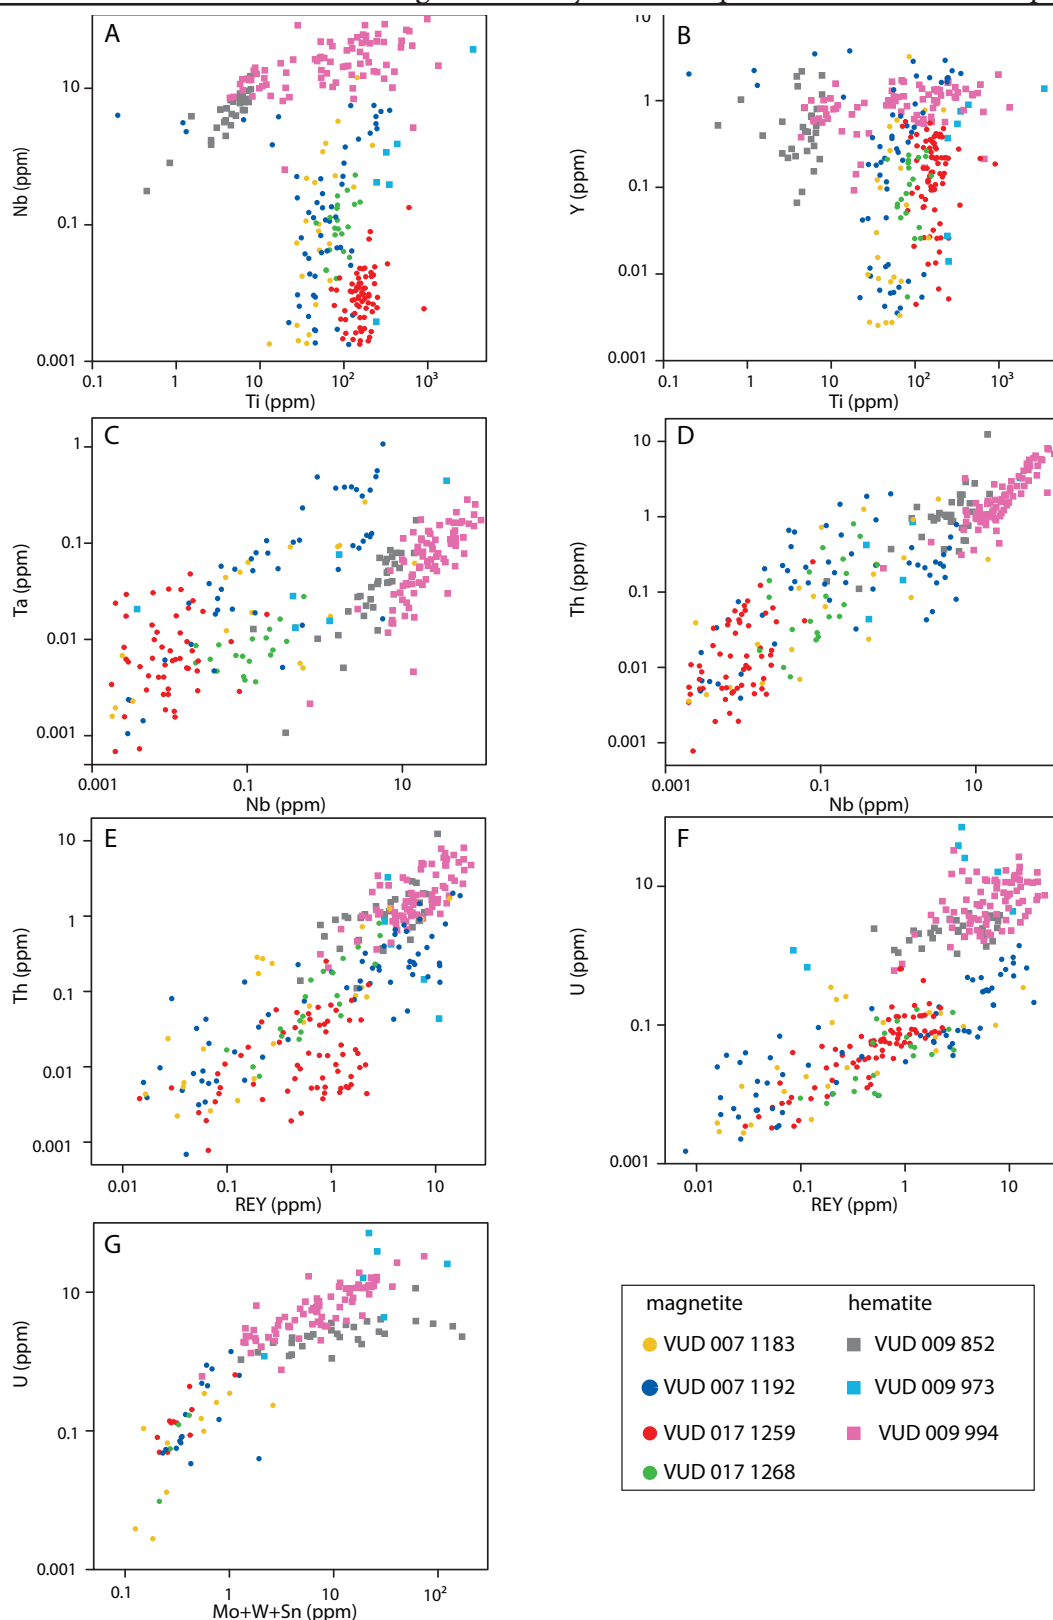 A
10
0.1
0.001
Nb (ppm)
0.1
1
10
10²
10³
Ti (ppm)
B
10
1
0.1
0.01
0.001
Y (ppm)
0.1
1
10
10²
10³
Ti (ppm)
C
1
0.1
0.01
0.001
Ta (ppm)
0.001
0.1
10
Nb (ppm)
D
10
1
0.1
0.01
0.001
Th (ppm)
0.001
0.1
10
Nb (ppm)
E
10
1
0.1
0.01
0.001
Th (ppm)
0.01
0.1
1
10
REY (ppm)
F
10
0.1
0.001
U (ppm)
0.01
0.1
1
10
REY (ppm)
G
10
0.1
0.001
U (ppm)
0.1
1
10
10²
Mo+W+Sn (ppm)
magnetite
hematite
VUD 007 1183
VUD 009 852
VUD 007 1192
VUD 009 973
VUD 017 1259
VUD 009 994
VUD 017 1268